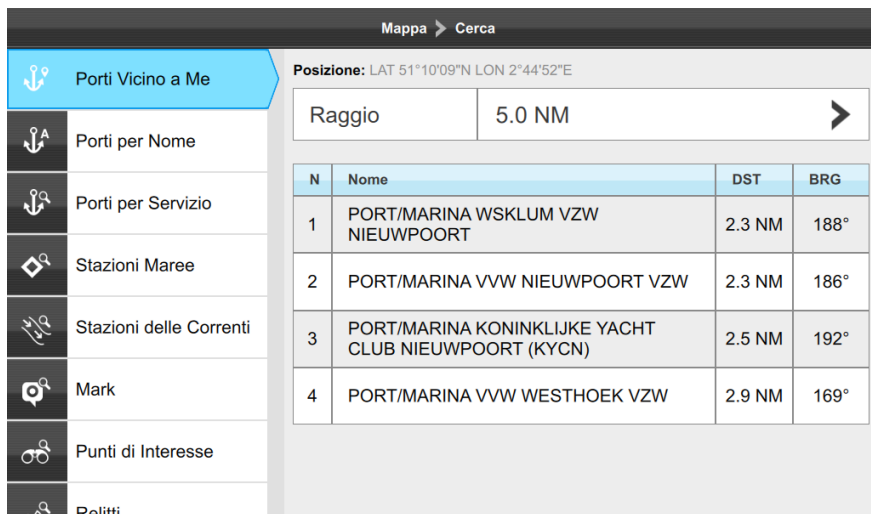 Mappa > Cerca
Porti Vicino a Me
Porti per Nome
Porti per Servizio
Stazioni Maree
Stazioni delle Correnti
Mark
Punti di Interesse
Relitti
Posizione: LAT 51°10'09"N LON 2°44'52"E
Raggio 5.0 NM
N Nome DST BRG
1 PORT/MARINA WSKLUM VZW
NIEUWPOORT 2.3 NM 188°
2 PORT/MARINA VVW NIEUWPOORT VZW 2.3 NM 186°
3 PORT/MARINA KONINKLIJKE YACHT
CLUB NIEUWPOORT (KYCN) 2.5 NM 192°
4 PORT/MARINA VVW WESTHOEK VZW 2.9 NM 169°